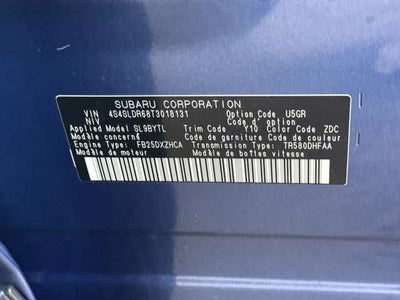 SUBARU CORPORATION
VIN 4S4SLDR68T3018131 Option Code U5GR
NIV Code d'option
Applied Model SL9BYTL Trim Code Y10 Color Code ZDC
Modèle concerné Code de garniture Code de couleur
Engine Type FB25DXZHCA Transmission Type TR580DHFAA
Modèle de moteur Modèle de boîtes vitesse